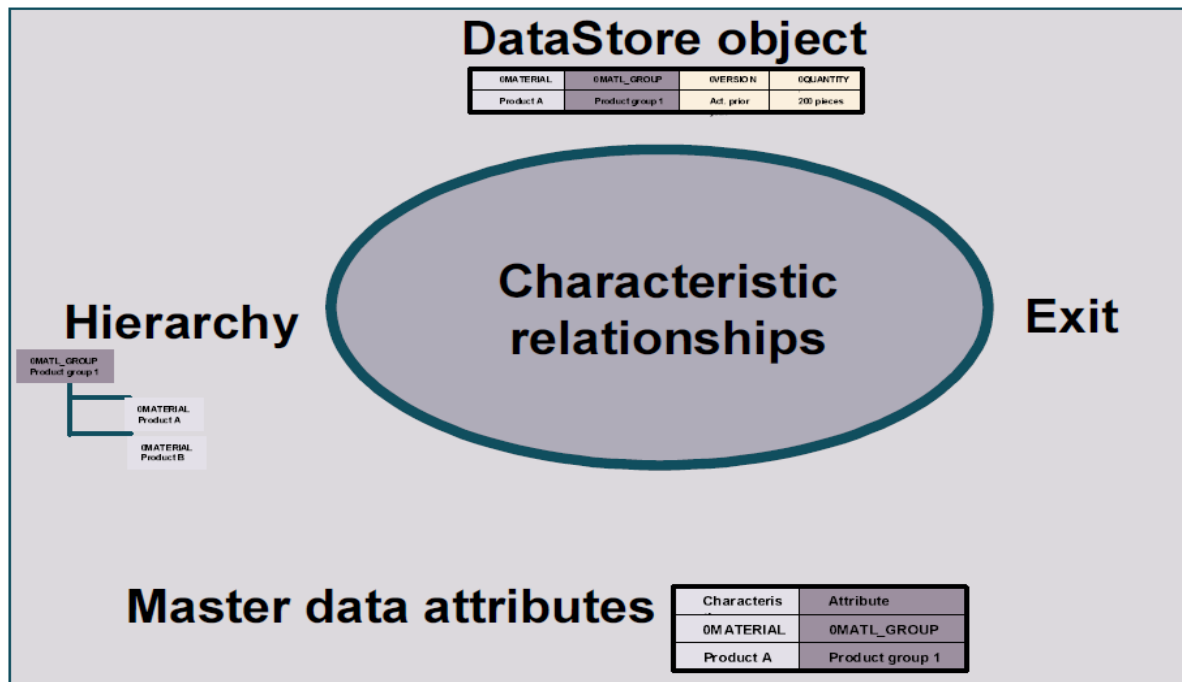 DataStore object
0MATERIAL 0MATL_GROUP 0VERSION 0QUANTITY
Product A Product group 1 Act. prior 200 pieces
Characteristic
relationships
Hierarchy
Exit
0MATL_GROUP
Product group 1
0MATERIAL
Product A
0MATERIAL
Product B
Master data attributes
Characteris Attribute
0MATERIAL 0MATL_GROUP
Product A Product group 1